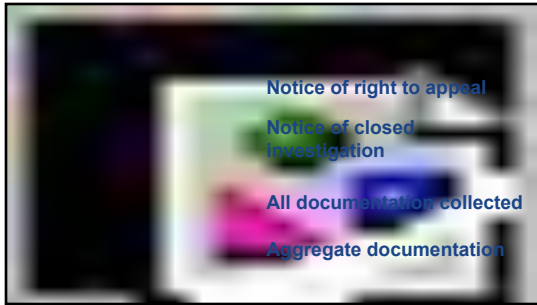 Notice of right to appeal
Notice of closed
investigation
All documentation collected
Aggregate documentation